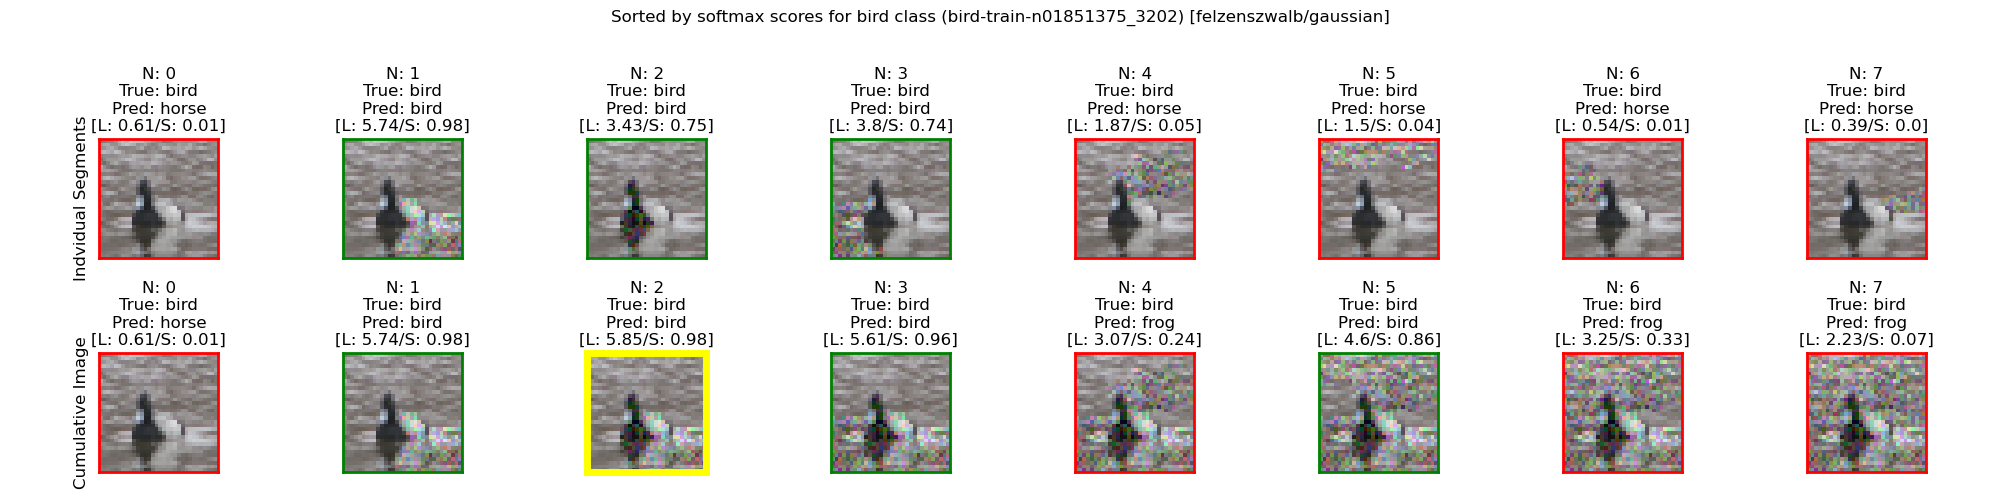 Sorted by softmax scores for bird class (bird-train-n01851375_3202) [felzenszwalb/gaussian]
Indvidual Segments
N: 0
True: bird
Pred: horse
[L: 0.61/S: 0.01]
N: 1
True: bird
Pred: bird
[L: 5.74/S: 0.98]
N: 2
True: bird
Pred: bird
[L: 3.43/S: 0.75]
N: 3
True: bird
Pred: bird
[L: 3.8/S: 0.74]
N: 4
True: bird
Pred: horse
[L: 1.87/S: 0.05]
N: 5
True: bird
Pred: horse
[L: 1.5/S: 0.04]
N: 6
True: bird
Pred: horse
[L: 0.54/S: 0.01]
N: 7
True: bird
Pred: horse
[L: 0.39/S: 0.0]
Cumulative Image
N: 0
True: bird
Pred: horse
[L: 0.61/S: 0.01]
N: 1
True: bird
Pred: bird
[L: 5.74/S: 0.98]
N: 2
True: bird
Pred: bird
[L: 5.85/S: 0.98]
N: 3
True: bird
Pred: bird
[L: 5.61/S: 0.96]
N: 4
True: bird
Pred: frog
[L: 3.07/S: 0.24]
N: 5
True: bird
Pred: bird
[L: 4.6/S: 0.86]
N: 6
True: bird
Pred: frog
[L: 3.25/S: 0.33]
N: 7
True: bird
Pred: frog
[L: 2.23/S: 0.07]